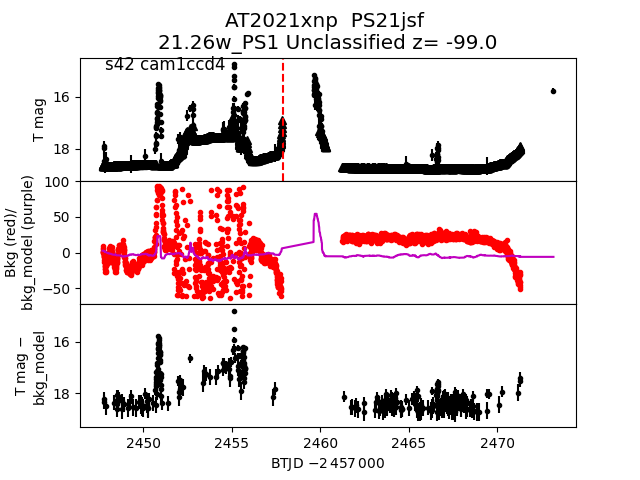 AT2021xnp  PS21jsf
21.26w_PS1 Unclassified z= -99.0
s42 cam1ccd4
T mag
16
18
Bkg (red)/
bkg_model (purple)
100
50
0
−50
T mag −
bkg_model
16
18
2450
2455
2460
2465
2470
BTJD −2 457 000